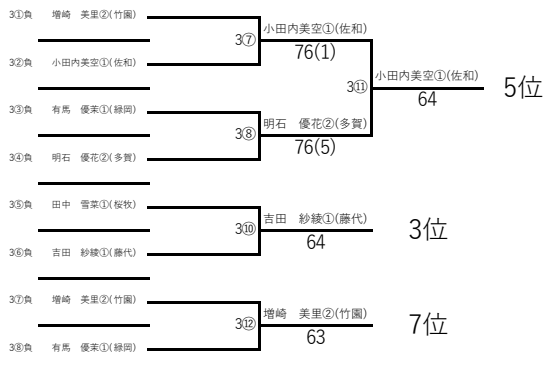 3①負 増崎 美里②(竹園)
小田内美空①(佐和)
3⑦
76(1)
3②負 小田内美空①(佐和)
小田内美空①(佐和)
3⑪
5位
64
3③負 有馬 優茉①(緑岡)
明石 優花②(多賀)
3⑧
76(5)
3④負 明石 優花②(多賀)
3⑤負 田中 雪菜①(桜牧)
吉田 紗綾①(藤代)
3⑩
3位
64
3⑥負 吉田 紗綾①(藤代)
3⑦負 増崎 美里②(竹園)
増崎 美里②(竹園)
3⑫
7位
63
3⑧負 有馬 優茉①(緑岡)